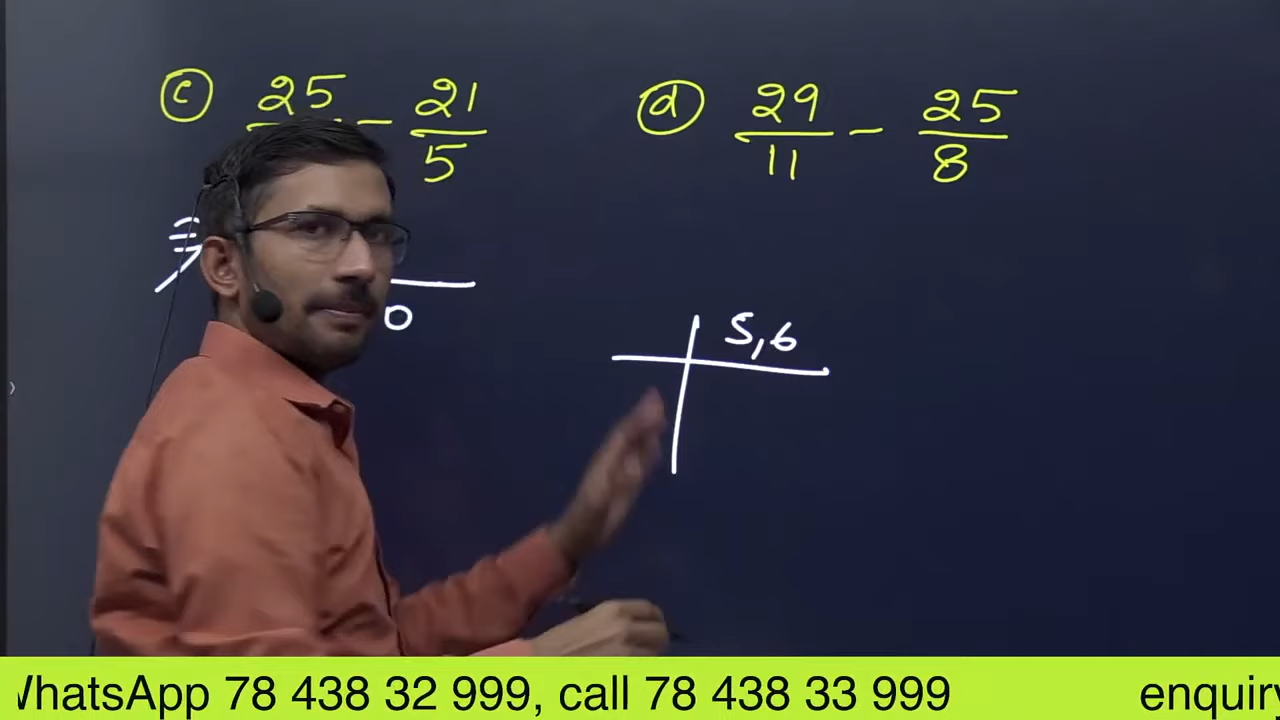 ⓒ 25 - 21/5
ⓓ 29/11 - 25/8
0
5,6
WhatsApp 78 438 32 999, call 78 438 33 999 enquiry